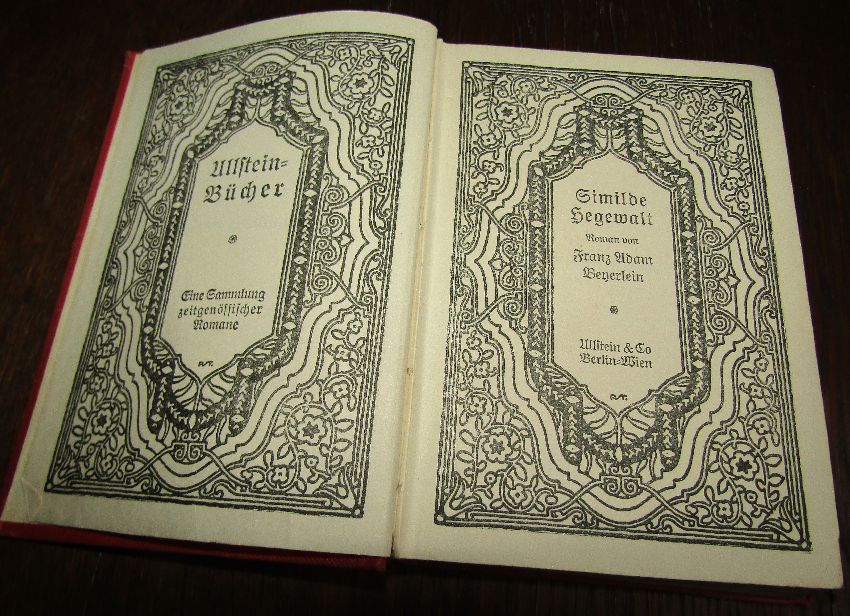 Ullstein=
Bücher
Eine Sammlung
zeitgenössischer
Romane
Similde
Hegewalt
Roman von
Franz Adam
Beyerlein
Ullstein & Co
Berlin=Wien